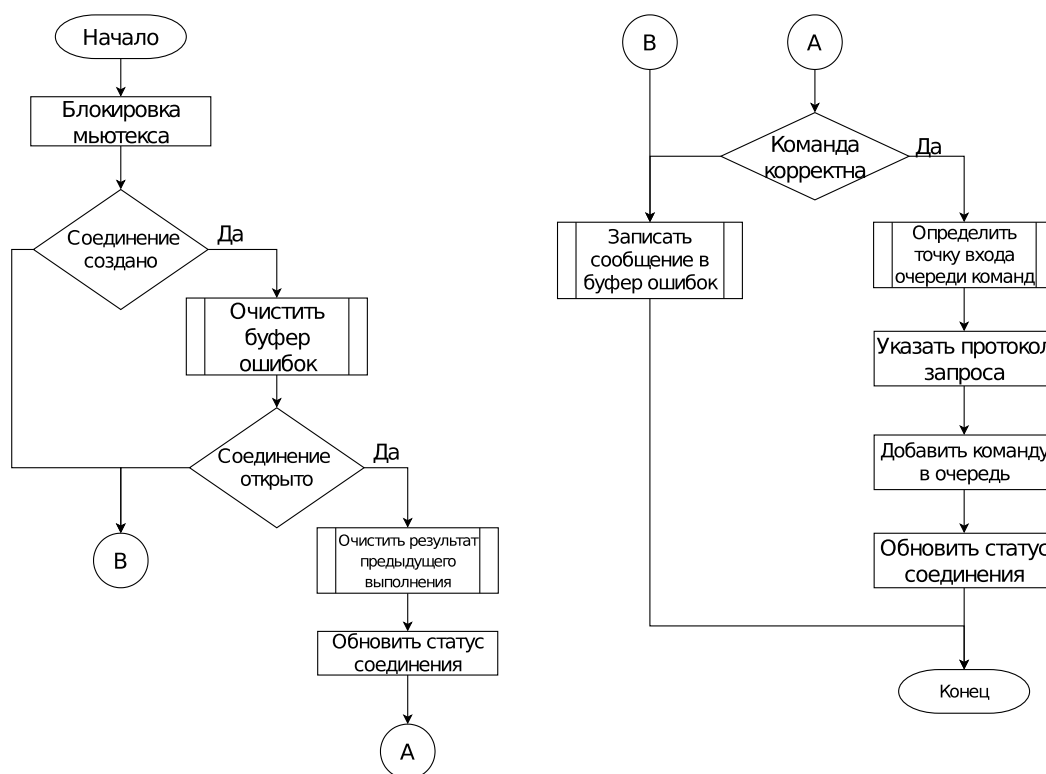 Начало
Блокировка
мьютекса
Соединение
создано
Да
Очистить
буфер
ошибок
Соединение
открыто
Да
В
Очистить результат
предыдущего
выполнения
Обновить статус
соединения
А
В
А
Команда
корректна
Да
Записать
сообщение в
буфер ошибок
Определить
точку входа
очереди команд
Указать протокол
запроса
Добавить команду
в очередь
Обновить статус
соединения
Конец